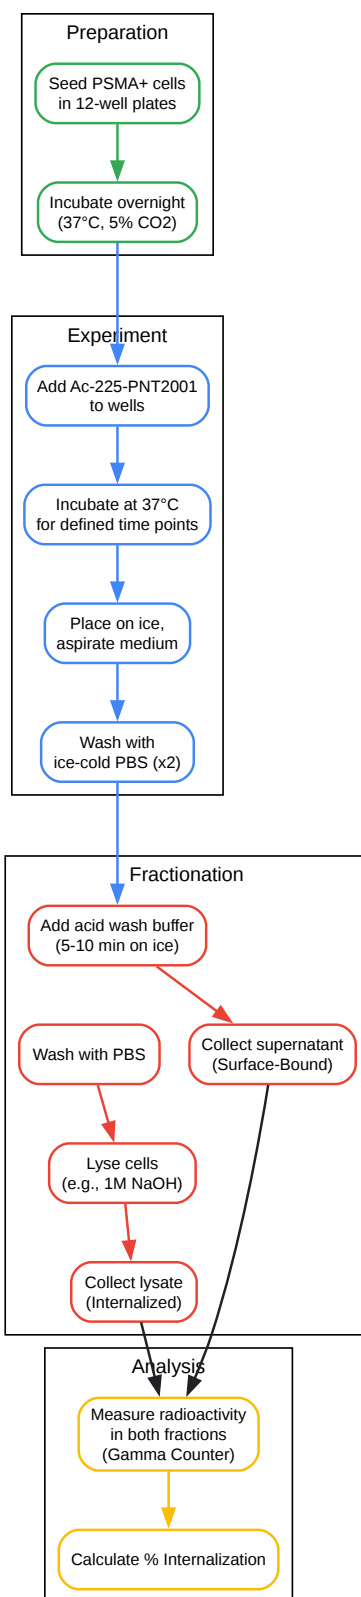 Preparation
Seed PSMA+ cells
in 12-well plates
Incubate overnight
(37°C, 5% CO2)
Experiment
Add Ac-225-PNT2001
to wells
Incubate at 37°C
for defined time points
Place on ice,
aspirate medium
Wash with
ice-cold PBS (x2)
Fractionation
Add acid wash buffer
(5-10 min on ice)
Collect supernatant
(Surface-Bound)
Wash with PBS
Lyse cells
(e.g., 1M NaOH)
Collect lysate
(Internalized)
Analysis
Measure radioactivity
in both fractions
(Gamma Counter)
Calculate % Internalization